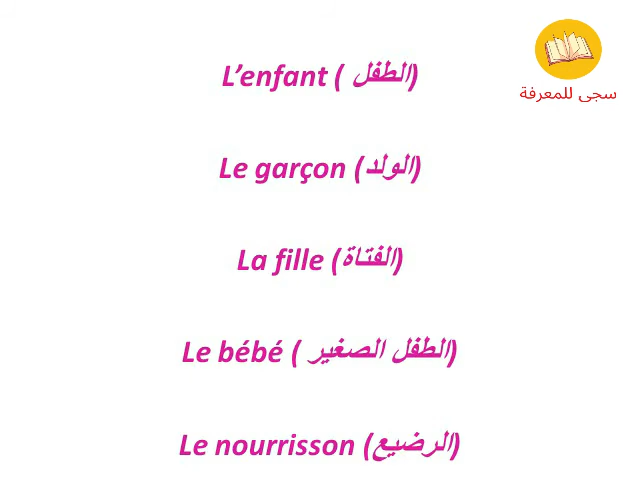 L'enfant ( الطفل)
سجى للمعرفة
Le garçon (الولد)
La fille (الفتاة)
Le bébé ( الطفل الصغير)
Le nourrisson (الرضيع)